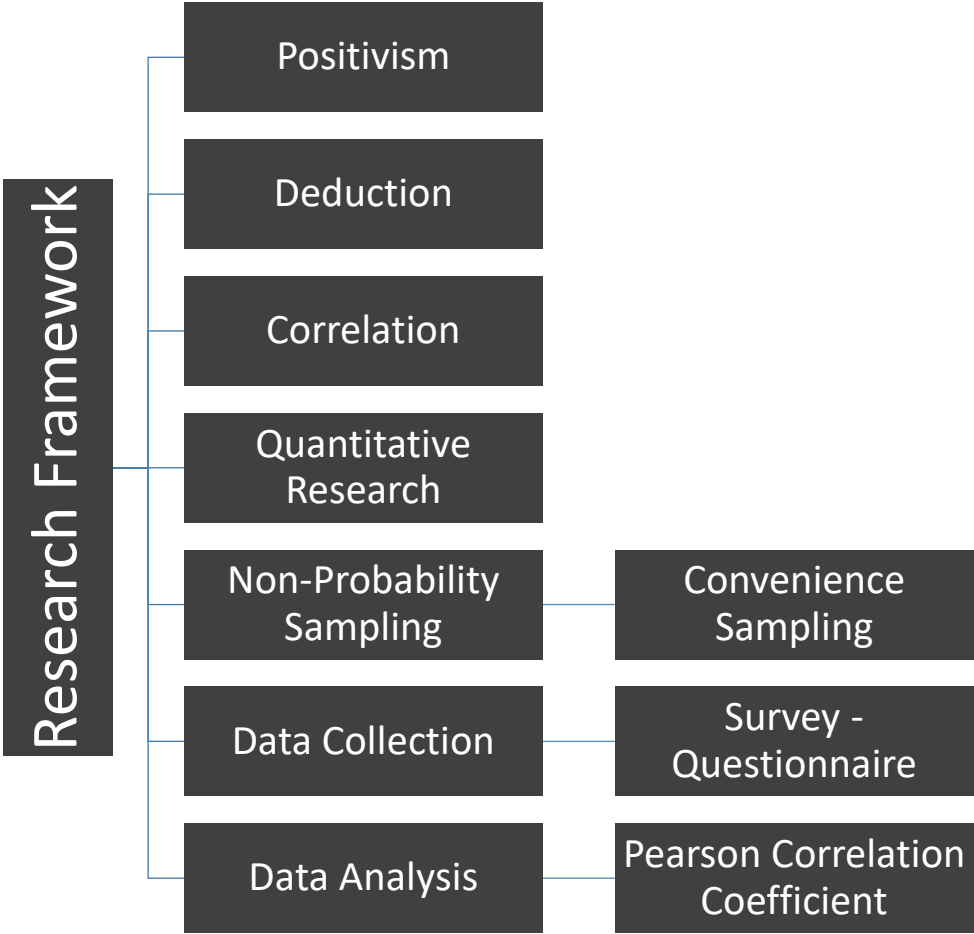 Research Framework
Positivism
Deduction
Correlation
Quantitative
Research
Non-Probability
Sampling
Convenience
Sampling
Data Collection
Survey -
Questionnaire
Data Analysis
Pearson Correlation
Coefficient